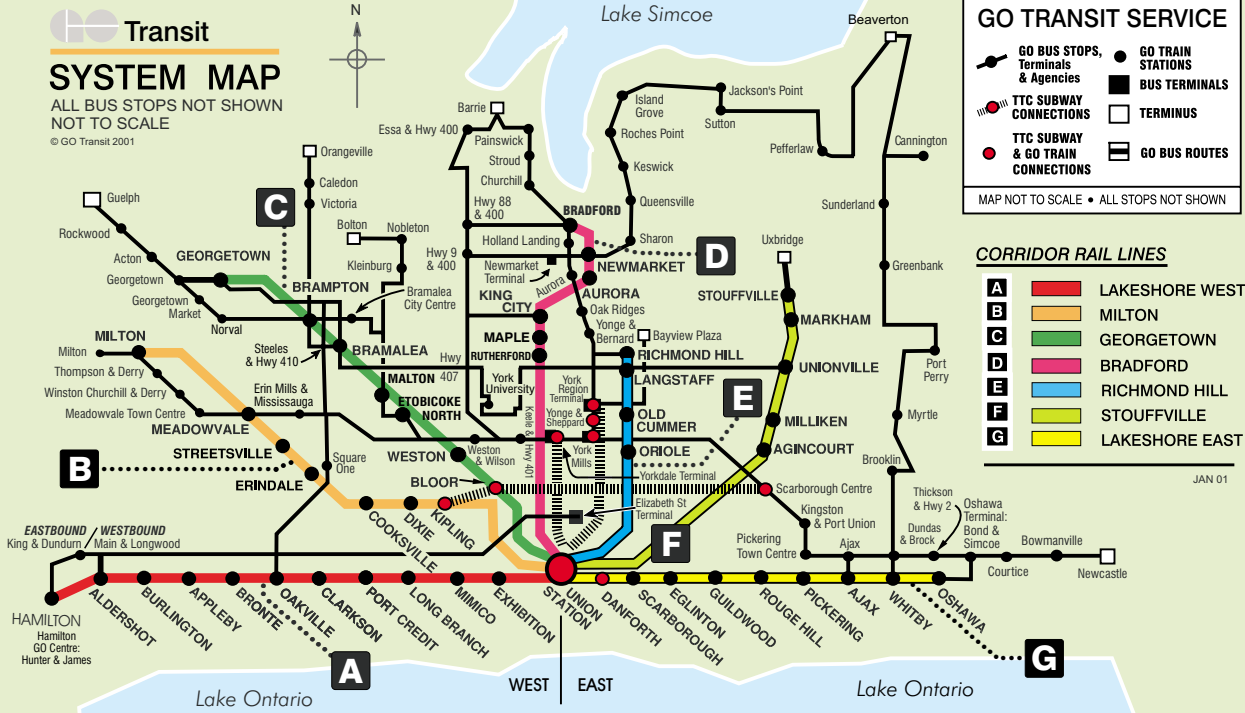 GO Transit
SYSTEM MAP
ALL BUS STOPS NOT SHOWN
NOT TO SCALE
© GO Transit 2001
N
Lake Simcoe
Beaverton
GO TRANSIT SERVICE
GO BUS STOPS,
Terminals
& Agencies
GO TRAIN
STATIONS
BUS TERMINALS
TTC SUBWAY
CONNECTIONS
TERMINUS
TTC SUBWAY
& GO TRAIN
CONNECTIONS
GO BUS ROUTES
MAP NOT TO SCALE • ALL STOPS NOT SHOWN
CORRIDOR RAIL LINES
A LAKESHORE WEST
B MILTON
C GEORGETOWN
D BRADFORD
E RICHMOND HILL
F STOUFFVILLE
G LAKESHORE EAST
JAN 01
Barrie
Essa & Hwy 400
Painswick
Stroud
Churchill
Island
Grove
Jackson's Point
Sutton
Roches Point
Pefferlaw
Cannington
Keswick
Queensville
Sunderland
Sharon
Uxbridge
Greenbank
Orangeville
Caledon
Victoria
C
Bolton
Nobleton
Kleinburg
Hwy 88
& 400
BRADFORD
Holland Landing
Hwy 9
& 400
Newmarket
Terminal
NEWMARKET
D
Aurora
AURORA
KING
CITY
Oak Ridges
Yonge &
Bernard
Bayview Plaza
STOUFFVILLE
MARKHAM
Guelph
Rockwood
Acton
Georgetown
GEORGETOWN
Georgetown
Market
Norval
BRAMPTON
Bramalea
City Centre
Steeles
& Hwy 410
BRAMALEA
MAPLE
RUTHERFORD
RICHMOND HILL
LANGSTAFF
UNIONVILLE
Port
Perry
MILTON
Milton
Thompson & Derry
Winston Churchill & Derry
Meadowvale Town Centre
Erin Mills &
Mississauga
MALTON
Hwy
407
York
University
York
Region
Terminal
ETOBICOKE
NORTH
Keele & Hwy 401
Yonge &
Sheppard
OLD
CUMMER
E
MILLIKEN
Myrtle
MEADOWVALE
STREETSVILLE
Square
One
WESTON
Weston
& Wilson
York
Mills
ORIOLE
AGINCOURT
Brooklin
B
ERINDALE
BLOOR
Yorkdale Terminal
Scarborough Centre
Elizabeth St
Terminal
Thickson
& Hwy 2
Oshawa
Terminal:
Bond &
Simcoe
COOKSVILLE
DIXIE
KIPLING
Kingston
& Port Union
Dundas
& Brock
F
EASTBOUND
King & Dundurn
WESTBOUND
Main & Longwood
Pickering
Town Centre
Ajax
Courtice
Bowmanville
Newcastle
HAMILTON
Hamilton
GO Centre:
Hunter & James
ALDERSHOT
BURLINGTON
APPLEBY
BRONTE
OAKVILLE
CLARKSON
PORT CREDIT
LONG BRANCH
MIMICO
EXHIBITION
UNION
STATION
DANFORTH
SCARBOROUGH
EGLINTON
GUILDWOOD
ROUGE HILL
PICKERING
AJAX
WHITBY
OSHAWA
A
G
WEST
EAST
Lake Ontario
Lake Ontario